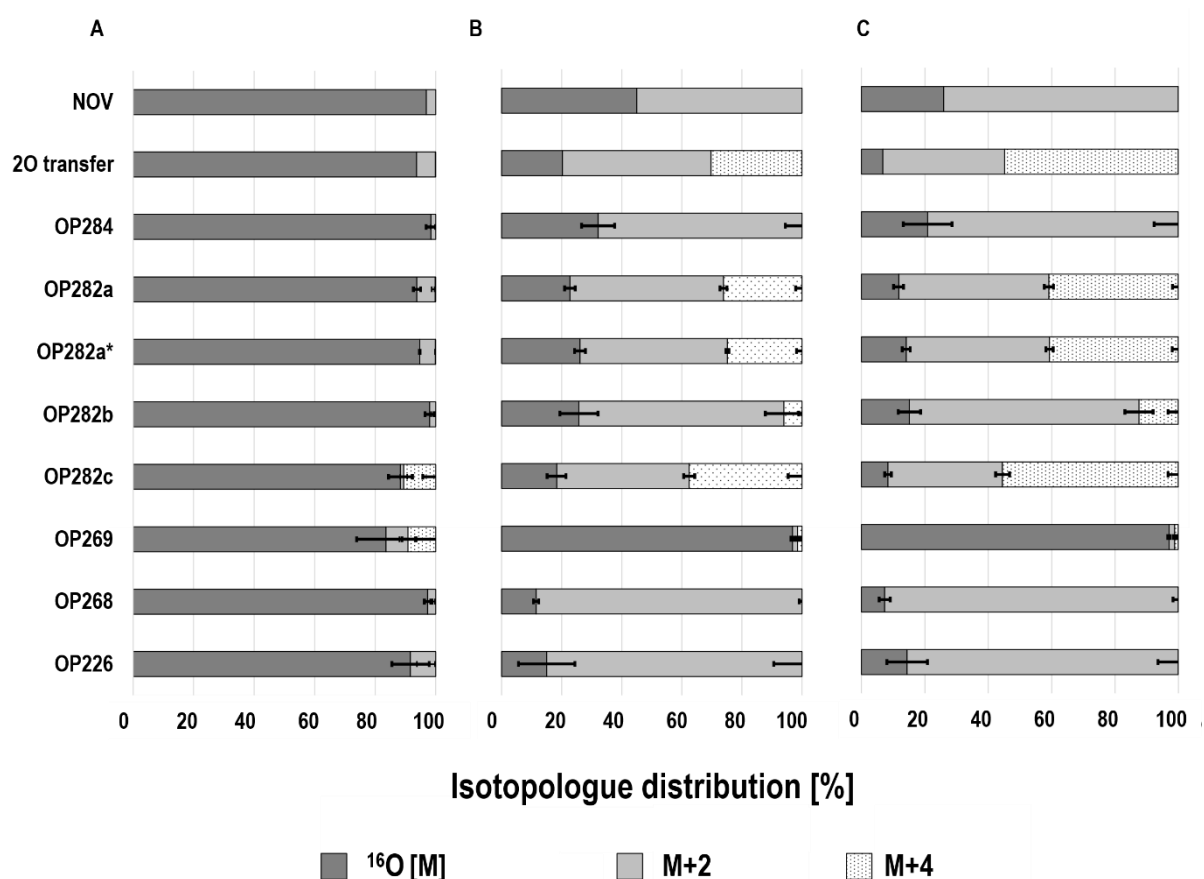 A B C
NOV
2O transfer
OP284
OP282a
OP282a*
OP282b
OP282c
OP269
OP268
OP226
0 20 40 60 80 100 0 20 40 60 80 100 0 20 40 60 80 100
Isotopologue distribution [%]
¹⁶O [M] M+2 M+4